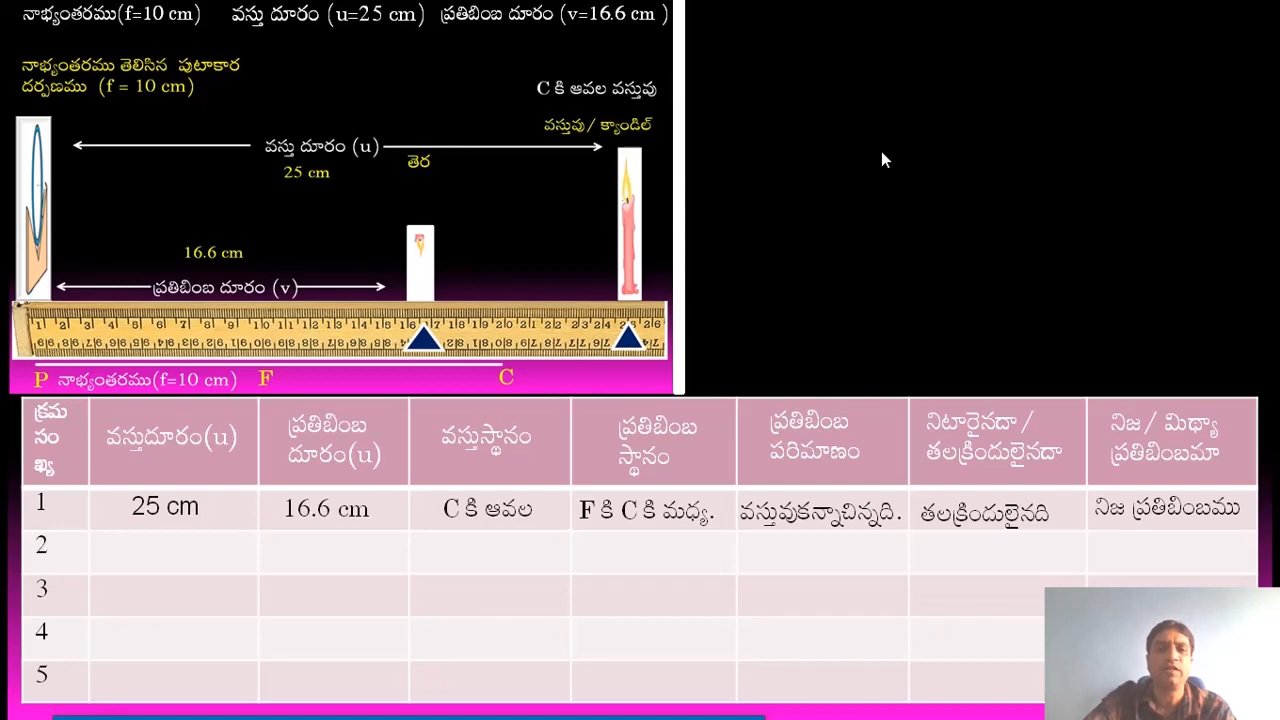 నాభ్యంతరము(f=10 cm) వస్తు దూరం (u=25 cm) ప్రతిబింబ దూరం (v=16.6 cm )
నాభ్యంతరము తెలిసిన పుటాకార
దర్పణము (f = 10 cm)
C కి ఆవల వస్తువు
వస్తువు/ క్యాండిల్
వస్తు దూరం (u)
25 cm
తెర
16.6 cm
ప్రతిబింబ దూరం (v)
P నాభ్యంతరము(f=10 cm) F C
క్రమ
సం
ఖ్య
వస్తుదూరం(u)
ప్రతిబింబ
దూరం(u)
వస్తుస్థానం
ప్రతిబింబ
స్థానం
ప్రతిబింబ
పరిమాణం
నిటారైనదా/
తలక్రిందులైనదా
నిజ/ మిథ్యా
ప్రతిబింబమా
1 25 cm 16.6 cm C కి ఆవల F కి C కి మధ్య. వస్తువుకన్నాచిన్నది. తలక్రిందులైనది నిజ ప్రతిబింబము
2
3
4
5